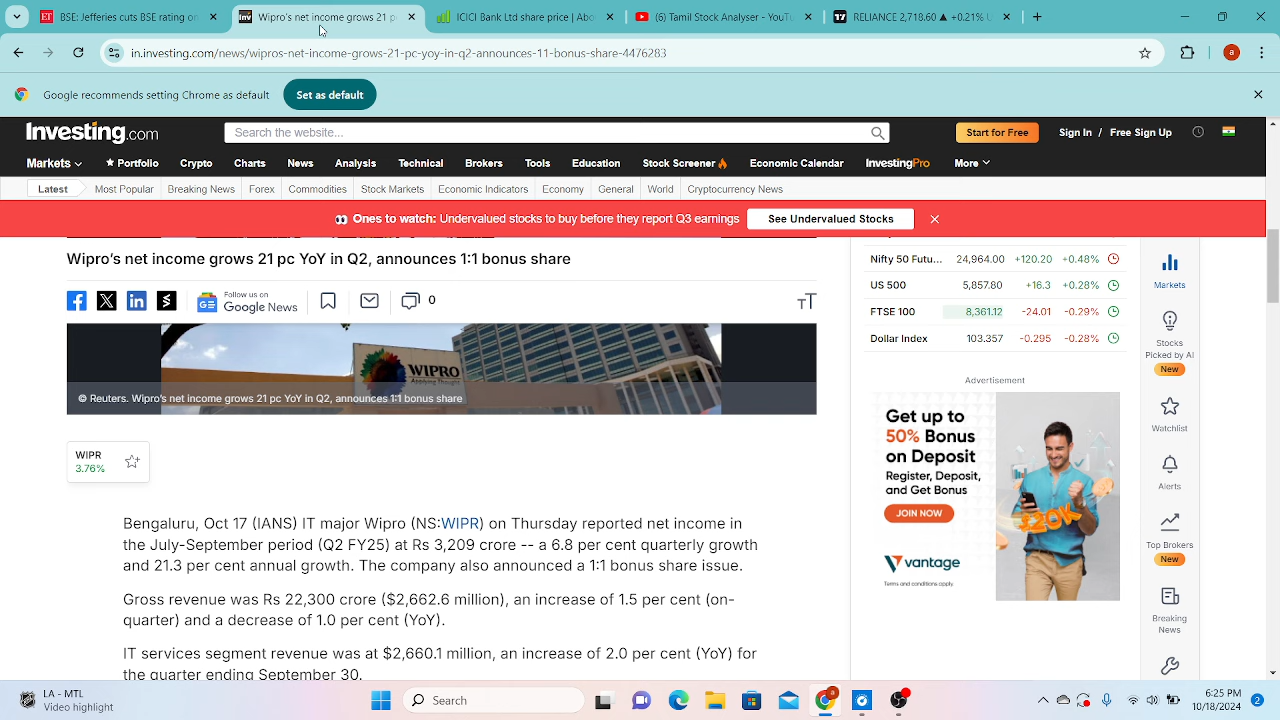 RELIANCE 2,718.60 ▲ +0.21% U
(6) Tamil Stock update - YouTu
ICICI Bank Ltd share price | Abo
in.investing.com/news/wipros-net-income-grows-21-pc-yoy-in-q2-announces-11-bonus-share-4476283
a
Google recommends setting Chrome as default
Set as default
Investing.com
Search the website...
Start for Free
Sign In / Free Sign Up
Markets
★ Portfolio
Crypto
Charts
News
Analysis
Technical
Brokers
Tools
Education
Stock Screener
Economic Calendar
InvestingPro
More
Latest
Most Popular
Breaking News
Forex
Commodities
Stock Markets
Economic Indicators
Economy
General
World
Cryptocurrency News
👀 Ones to watch: Undervalued stocks to buy before they report Q3 earnings
See Undervalued Stocks
Wipro's net income grows 21 pc YoY in Q2, announces 1:1 bonus share
Follow us on
Google News
0
TT
WIPRO
© Reuters. Wipro's net income grows 21 pc YoY in Q2, announces 1:1 bonus share
WIPR
3.76%
Bengaluru, Oct 17 (IANS) IT major Wipro (NS:WIPR) on Thursday reported net income in
the July-September period (Q2 FY25) at Rs 3,209 crore -- a 6.8 per cent quarterly growth
and 21.3 per cent annual growth. The company also announced a 1:1 bonus share issue.
Gross revenue was Rs 22,300 crore ($2,662.6 million), an increase of 1.5 per cent (on-
quarter) and a decrease of 1.0 per cent (YoY).
IT services segment revenue was at $2,660.1 million, an increase of 2.0 per cent (YoY) for
the quarter ending September 30.
Nifty 50 Futu... 24,964.00 +120.20 +0.48%
US 500 5,857.80 +16.3 +0.28%
FTSE 100 8,361.12 -24.01 -0.29%
Dollar Index 103.357 -0.295 -0.28%
Advertisement
Get up to
50% Bonus
on Deposit
Register, Deposit,
and Get Bonus
JOIN NOW
vantage
Terms and conditions apply.
Markets
Stocks
Picked by AI
New
Watchlist
Alerts
Top Brokers
New
Breaking
News
LA - MTL
Video highlight
Search
6:25 PM
10/18/2024
2